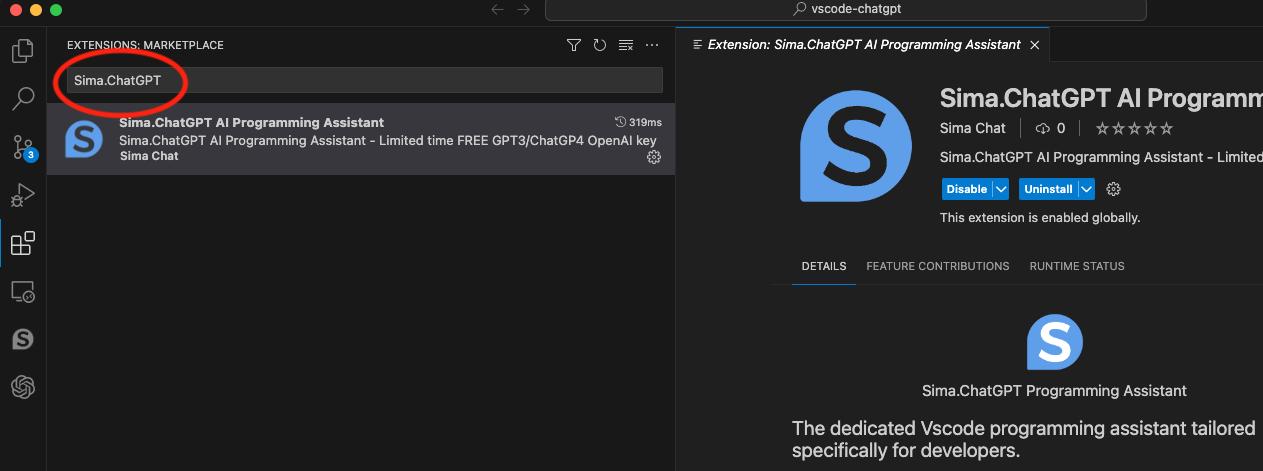 vscode-chatgpt
EXTENSIONS: MARKETPLACE
Sima.ChatGPT
Sima.ChatGPT AI Programming Assistant
319ms
Sima.ChatGPT AI Programming Assistant - Limited time FREE GPT3/ChatGP4 OpenAI key
Sima Chat
3
Extension: Sima.ChatGPT AI Programming Assistant
S
Sima.ChatGPT AI Programm
Sima Chat
0
Sima.ChatGPT AI Programming Assistant - Limited
Disable
Uninstall
This extension is enabled globally.
DETAILS
FEATURE CONTRIBUTIONS
RUNTIME STATUS
S
Sima.ChatGPT Programming Assistant
The dedicated Vscode programming assistant tailored
specifically for developers.